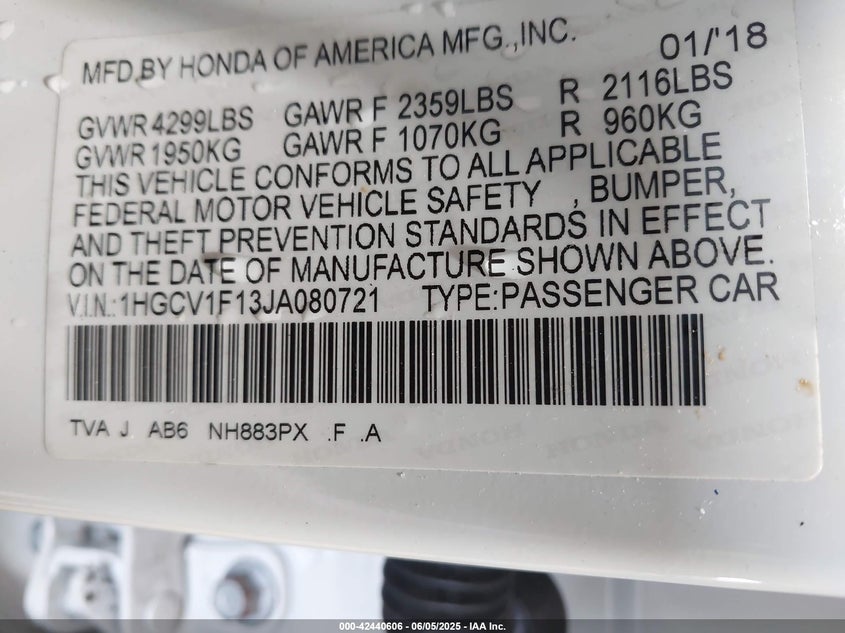 MFD.BY HONDA OF AMERICA MFG.,INC. 01/'18
GVWR 4299LBS GAWR F 2359LBS R 2116LBS
GVWR 1950KG GAWR F 1070KG R 960KG
THIS VEHICLE CONFORMS TO ALL APPLICABLE
FEDERAL MOTOR VEHICLE SAFETY , BUMPER,
AND THEFT PREVENTION STANDARDS IN EFFECT
ON THE DATE OF MANUFACTURE SHOWN ABOVE.
V.I.N.:1HGCV1F13JA080721 TYPE:PASSENGER CAR
TVA J AB6 NH883PX .F .A
HONDA HONDA HONDA
000-42440606 - 06/05/2025 - IAA Inc.